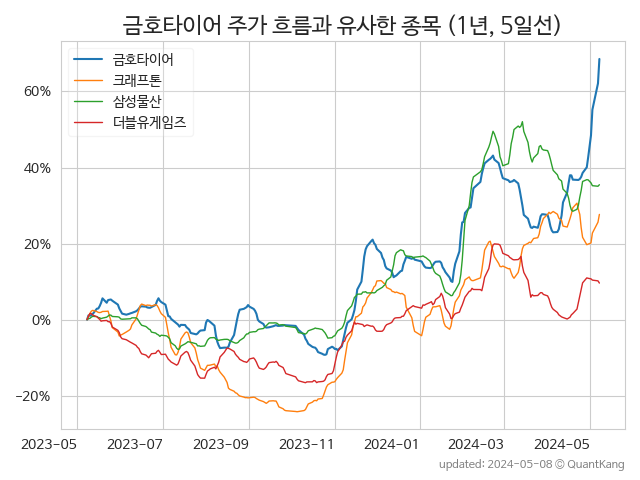 금호타이어 주가 흐름과 유사한 종목 (1년, 5일선)
금호타이어
크래프톤
삼성물산
더블유게임즈
60%
40%
20%
0%
−20%
2023-05 2023-07 2023-09 2023-11 2024-01 2024-03 2024-05
updated: 2024-05-08 ⓒ QuantKang